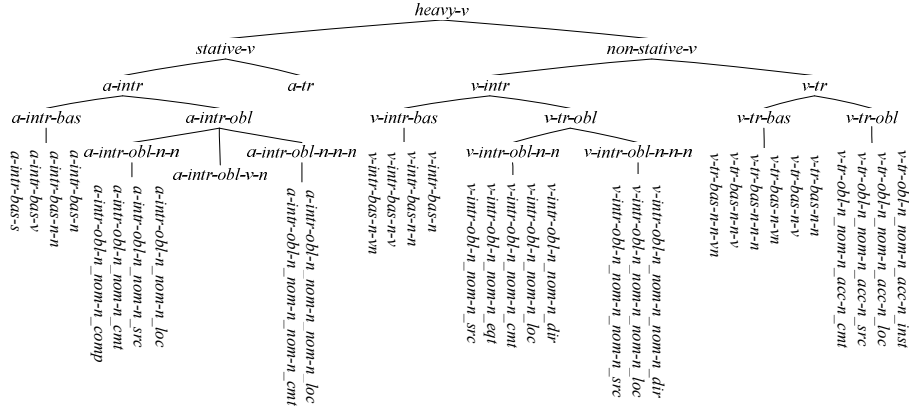 heavy-v
stative-v
non-stative-v
a-intr
a-tr
v-intr
v-tr
a-intr-bas
a-intr-obl
v-intr-bas
v-tr-obl
v-tr-bas
v-tr-obl
a-intr-obl-n-n
a-intr-obl-v-n
a-intr-obl-n-n-n
v-intr-obl-n-n
v-intr-obl-n-n-n
a-intr-bas-s
a-intr-bas-v
a-intr-bas-n-n
a-intr-bas-n
a-intr-obl-n_nom-n_comp
a-intr-obl-n_nom-n_cmt
a-intr-obl-n_nom-n_src
a-intr-obl-n_nom-n_loc
a-intr-obl-n_nom-n_nom-n_cmt
a-intr-obl-n_nom-n_nom-n_loc
v-intr-bas-n-vn
v-intr-bas-n-v
v-intr-bas-n-n
v-intr-bas-n
v-intr-obl-n_nom-n_src
v-intr-obl-n_nom-n_eqt
v-intr-obl-n_nom-n_cmt
v-intr-obl-n_nom-n_loc
v-intr-obl-n_nom-n_dir
v-intr-obl-n_nom-n_nom-n_src
v-intr-obl-n_nom-n_nom-n_loc
v-intr-obl-n_nom-n_nom-n_dir
v-tr-bas-n-n-vn
v-tr-bas-n-n-v
v-tr-bas-n-n-n
v-tr-bas-n-vn
v-tr-bas-n-v
v-tr-bas-n-n
v-tr-obl-n_nom-n_acc-n_cmt
v-tr-obl-n_nom-n_acc-n_src
v-tr-obl-n_nom-n_acc-n_loc
v-tr-obl-n_nom-n_acc-n_inst